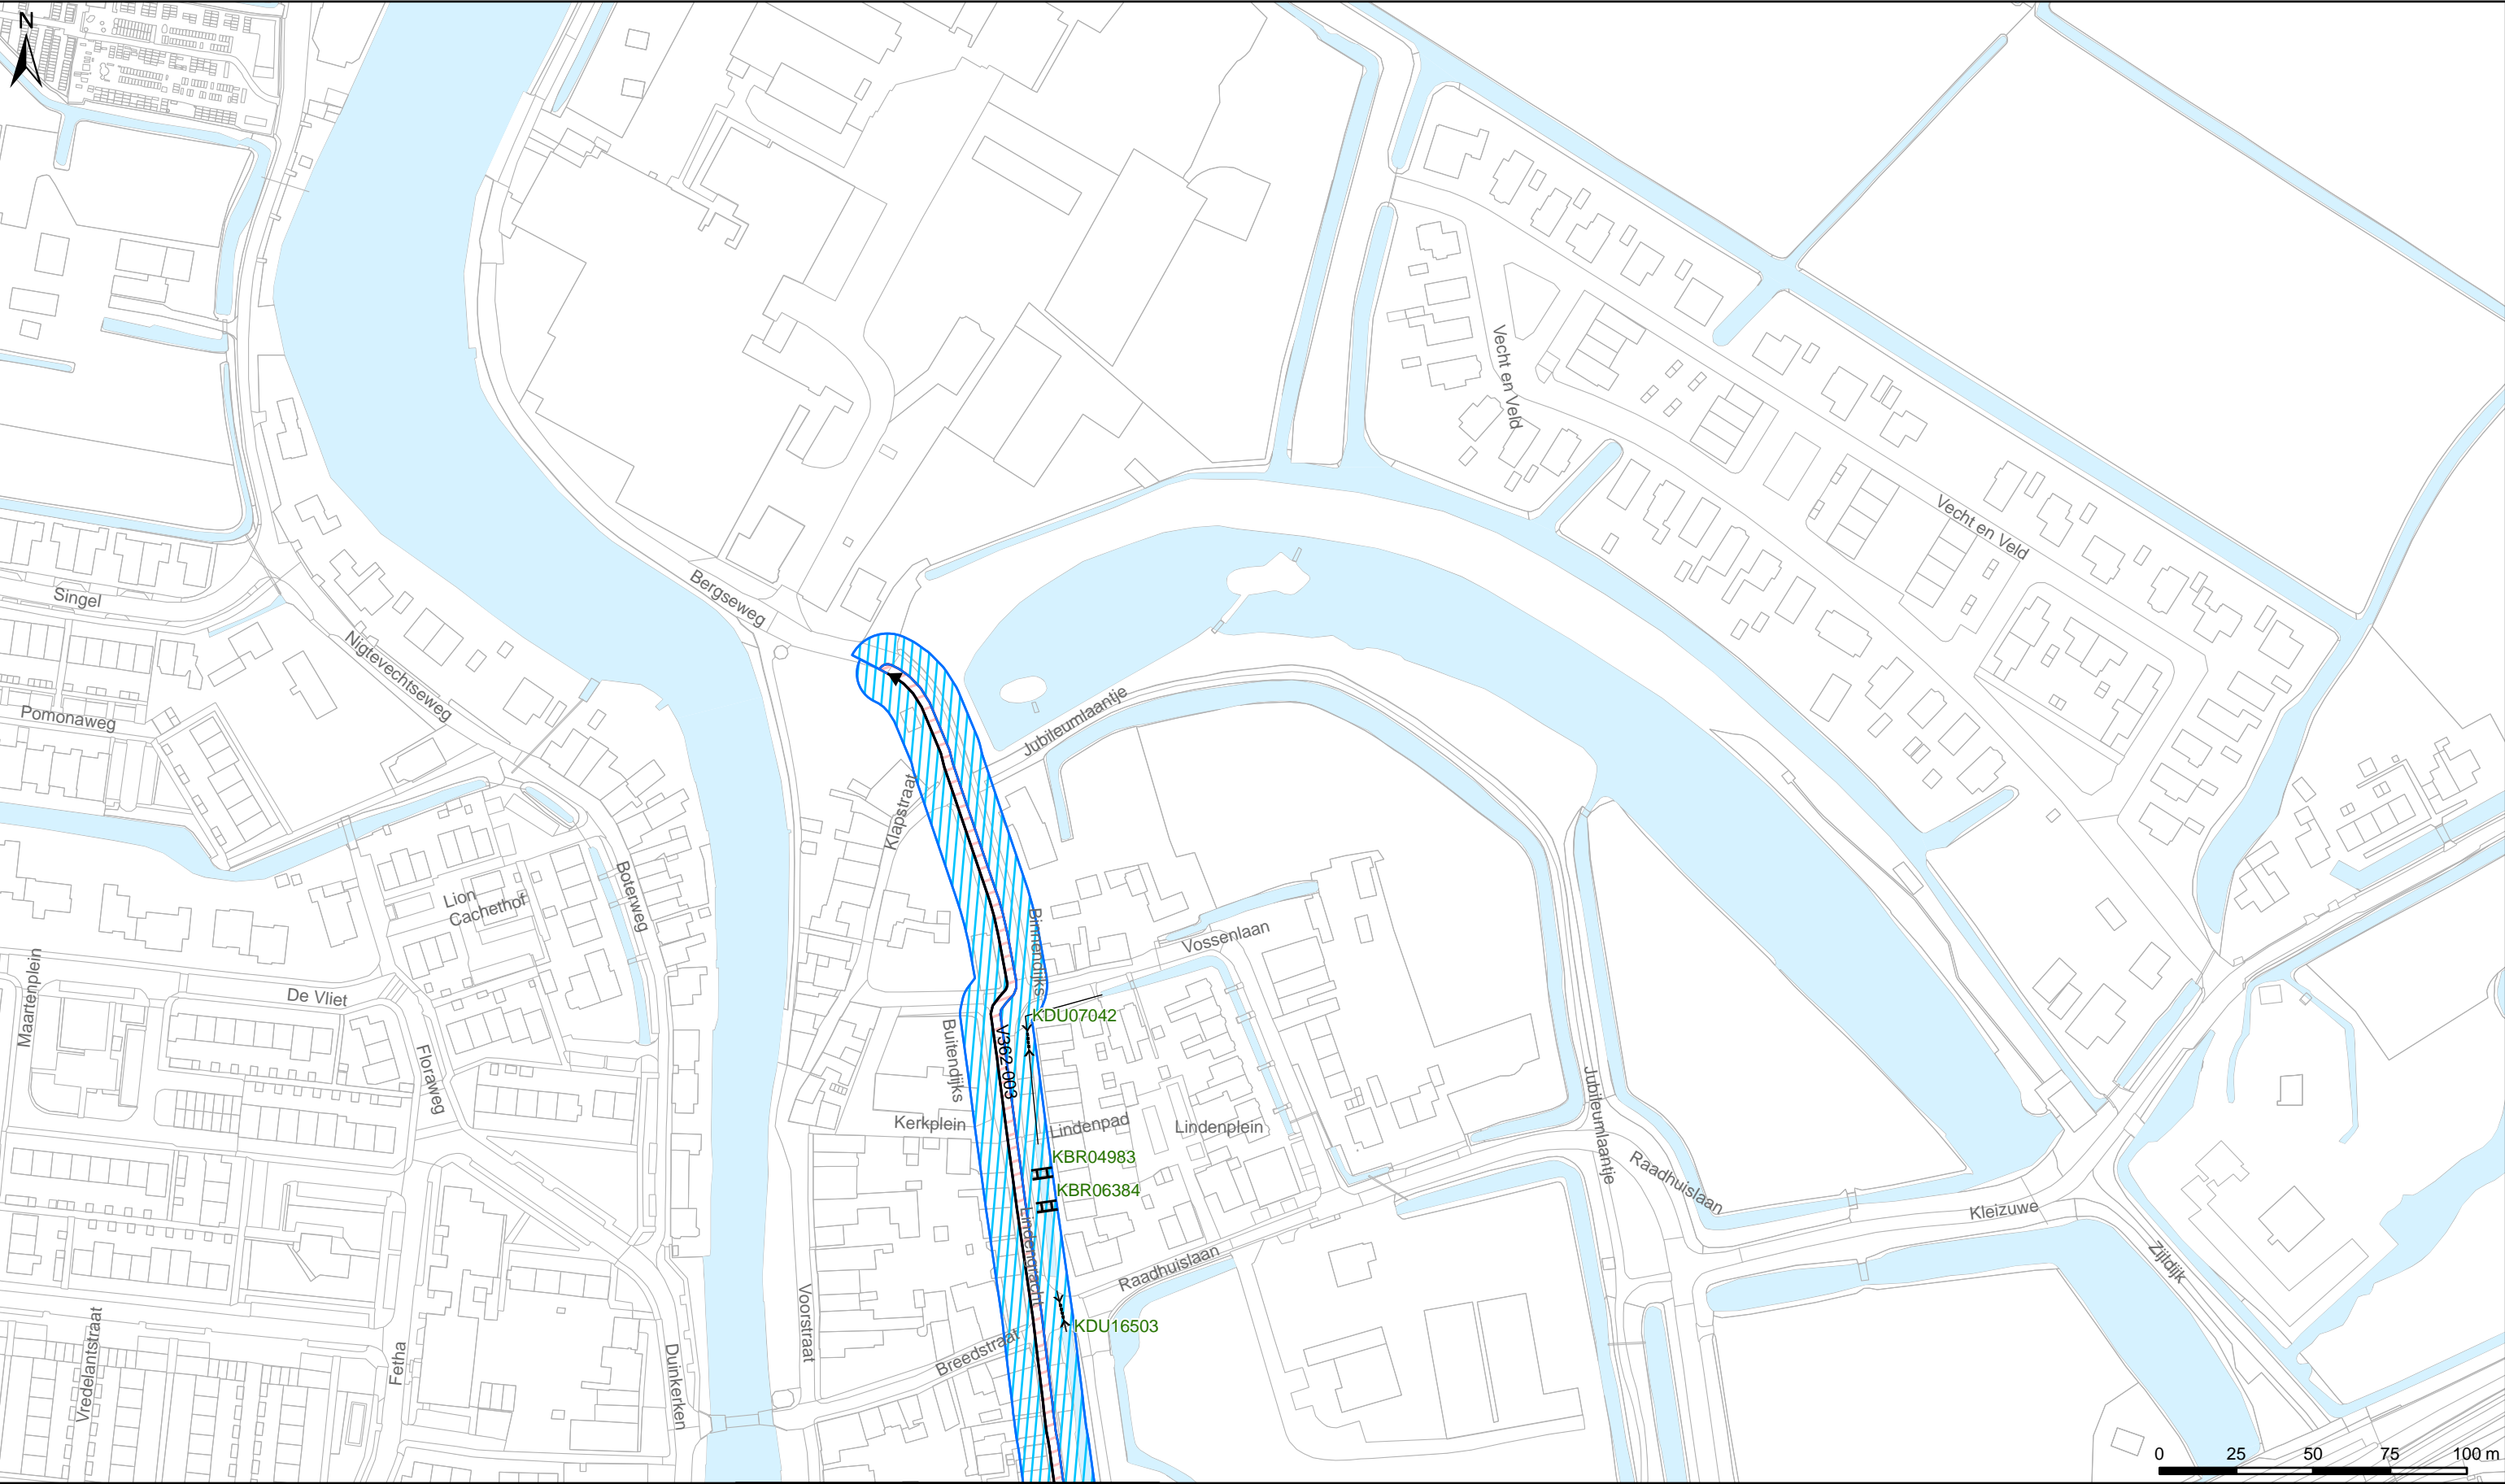 N
Vecht en Veld
Vecht en Veld
Bergseweg
Singel
Nigtevechtseweg
Pomonaweg
Jubileumlaantje
Klapstraat
Boterweg
Lion
Cachethof
Binnendijks
Vossenlaan
Maartenplein
De Vliet
KDU07042
Buitendijks
V362-003
Floraweg
Kerkplein
Lindenpad
Lindenplein
Jubileumlaantje
KBR04983
Raadhuislaan
KBR06384
Kleizuwe
Lindengracht
Raadhuislaan
Zijldijk
Voorstraat
KDU16503
Breedstraat
Vredelantstraat
Fetha
Duinkerken
0 25 50 75 100 m